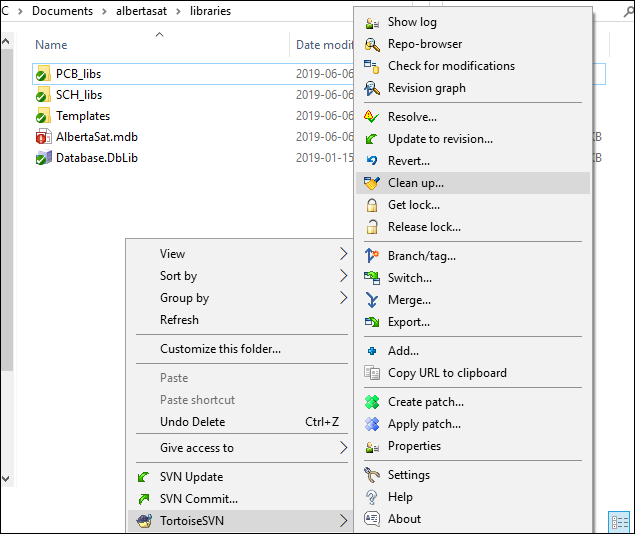 C > Documents > albertasat > libraries
Name
Date modif
PCB_libs 2019-06-06
SCH_libs 2019-06-06
Templates 2019-06-06
AlbertaSat.mdb 2019-06-06 KB
Database.DbLib 2019-01-15 KB
View
Sort by
Group by
Refresh
Customize this folder...
Paste
Paste shortcut
Undo Delete Ctrl+Z
Give access to
SVN Update
SVN Commit...
TortoiseSVN
Show log
Repo-browser
Check for modifications
Revision graph
Resolve...
Update to revision...
Revert...
Clean up...
Get lock...
Release lock...
Branch/tag...
Switch...
Merge...
Export...
Add...
Copy URL to clipboard
Create patch...
Apply patch...
Properties
Settings
Help
About